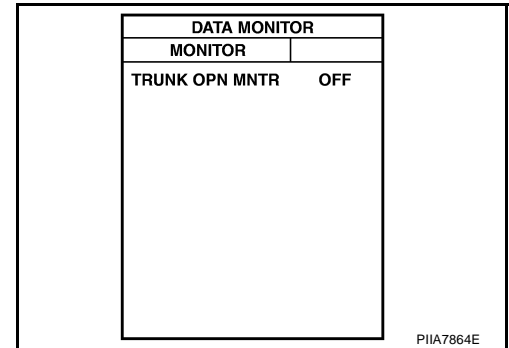 DATA MONITOR
MONITOR
TRUNK OPN MNTR OFF
PIIA7864E